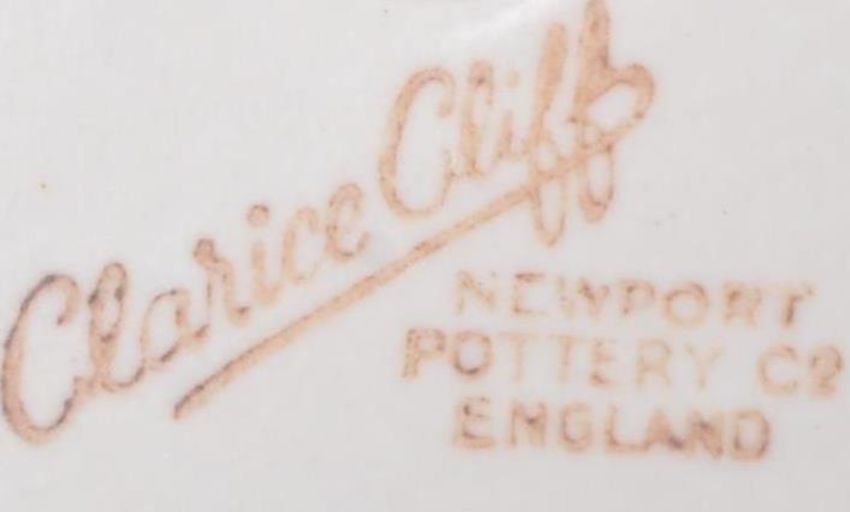 Clarice Cliff
NEWPORT
POTTERY Co
ENGLAND